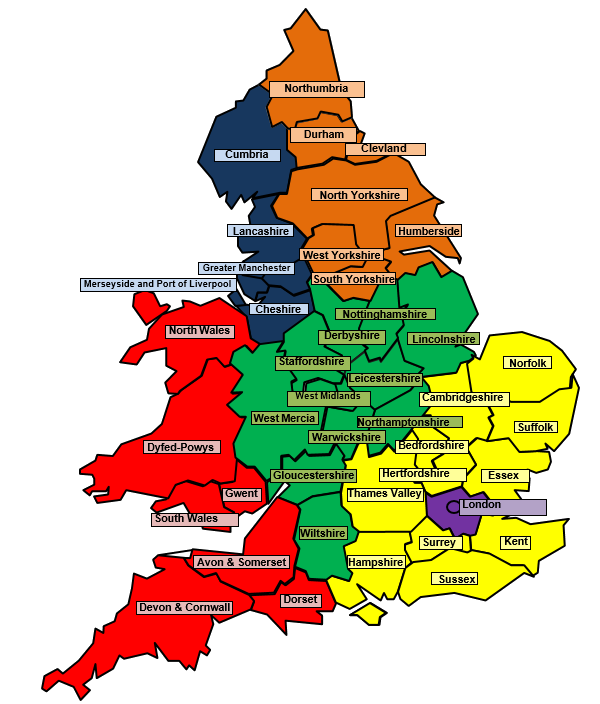 Northumbria
Durham
Clevland
Cumbria
North Yorkshire
Lancashire
Humberside
West Yorkshire
Greater Manchester
South Yorkshire
Merseyside and Port of Liverpool
Cheshire
Nottinghamshire
North Wales
Derbyshire
Lincolnshire
Staffordshire
Norfolk
Leicestershire
West Midlands
Cambridgeshire
West Mercia
Northamptonshire
Suffolk
Warwickshire
Dyfed-Powys
Bedfordshire
Gloucestershire
Hertfordshire
Essex
Gwent
Thames Valley
London
South Wales
Wiltshire
Surrey
Kent
Avon & Somerset
Hampshire
Sussex
Devon & Cornwall
Dorset